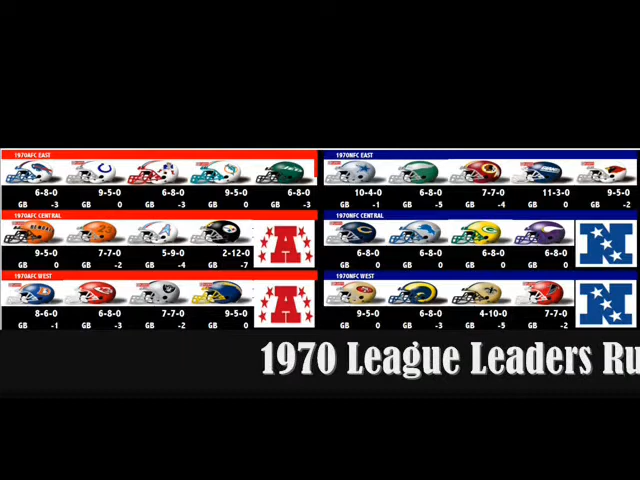 1970AFC EAST
6-8-0 9-5-0 6-8-0 9-5-0 6-8-0
GB -3 GB 0 GB -3 GB 0 GB -3
1970AFC CENTRAL
9-5-0 7-7-0 5-9-0 2-12-0
GB 0 GB -2 GB -4 GB -7
1970AFC WEST
8-6-0 6-8-0 7-7-0 9-5-0
GB -1 GB -3 GB -2 GB 0
1970NFC EAST
10-4-0 6-8-0 7-7-0 11-3-0 9-5-0
GB -1 GB -5 GB -4 GB 0 GB -2
1970NFC CENTRAL
6-8-0 6-8-0 6-8-0 6-8-0
GB 0 GB 0 GB 0 GB 0
1970NFC WEST
9-5-0 6-8-0 4-10-0 7-7-0
GB 0 GB -3 GB -5 GB -2
1970 League Leaders Ru